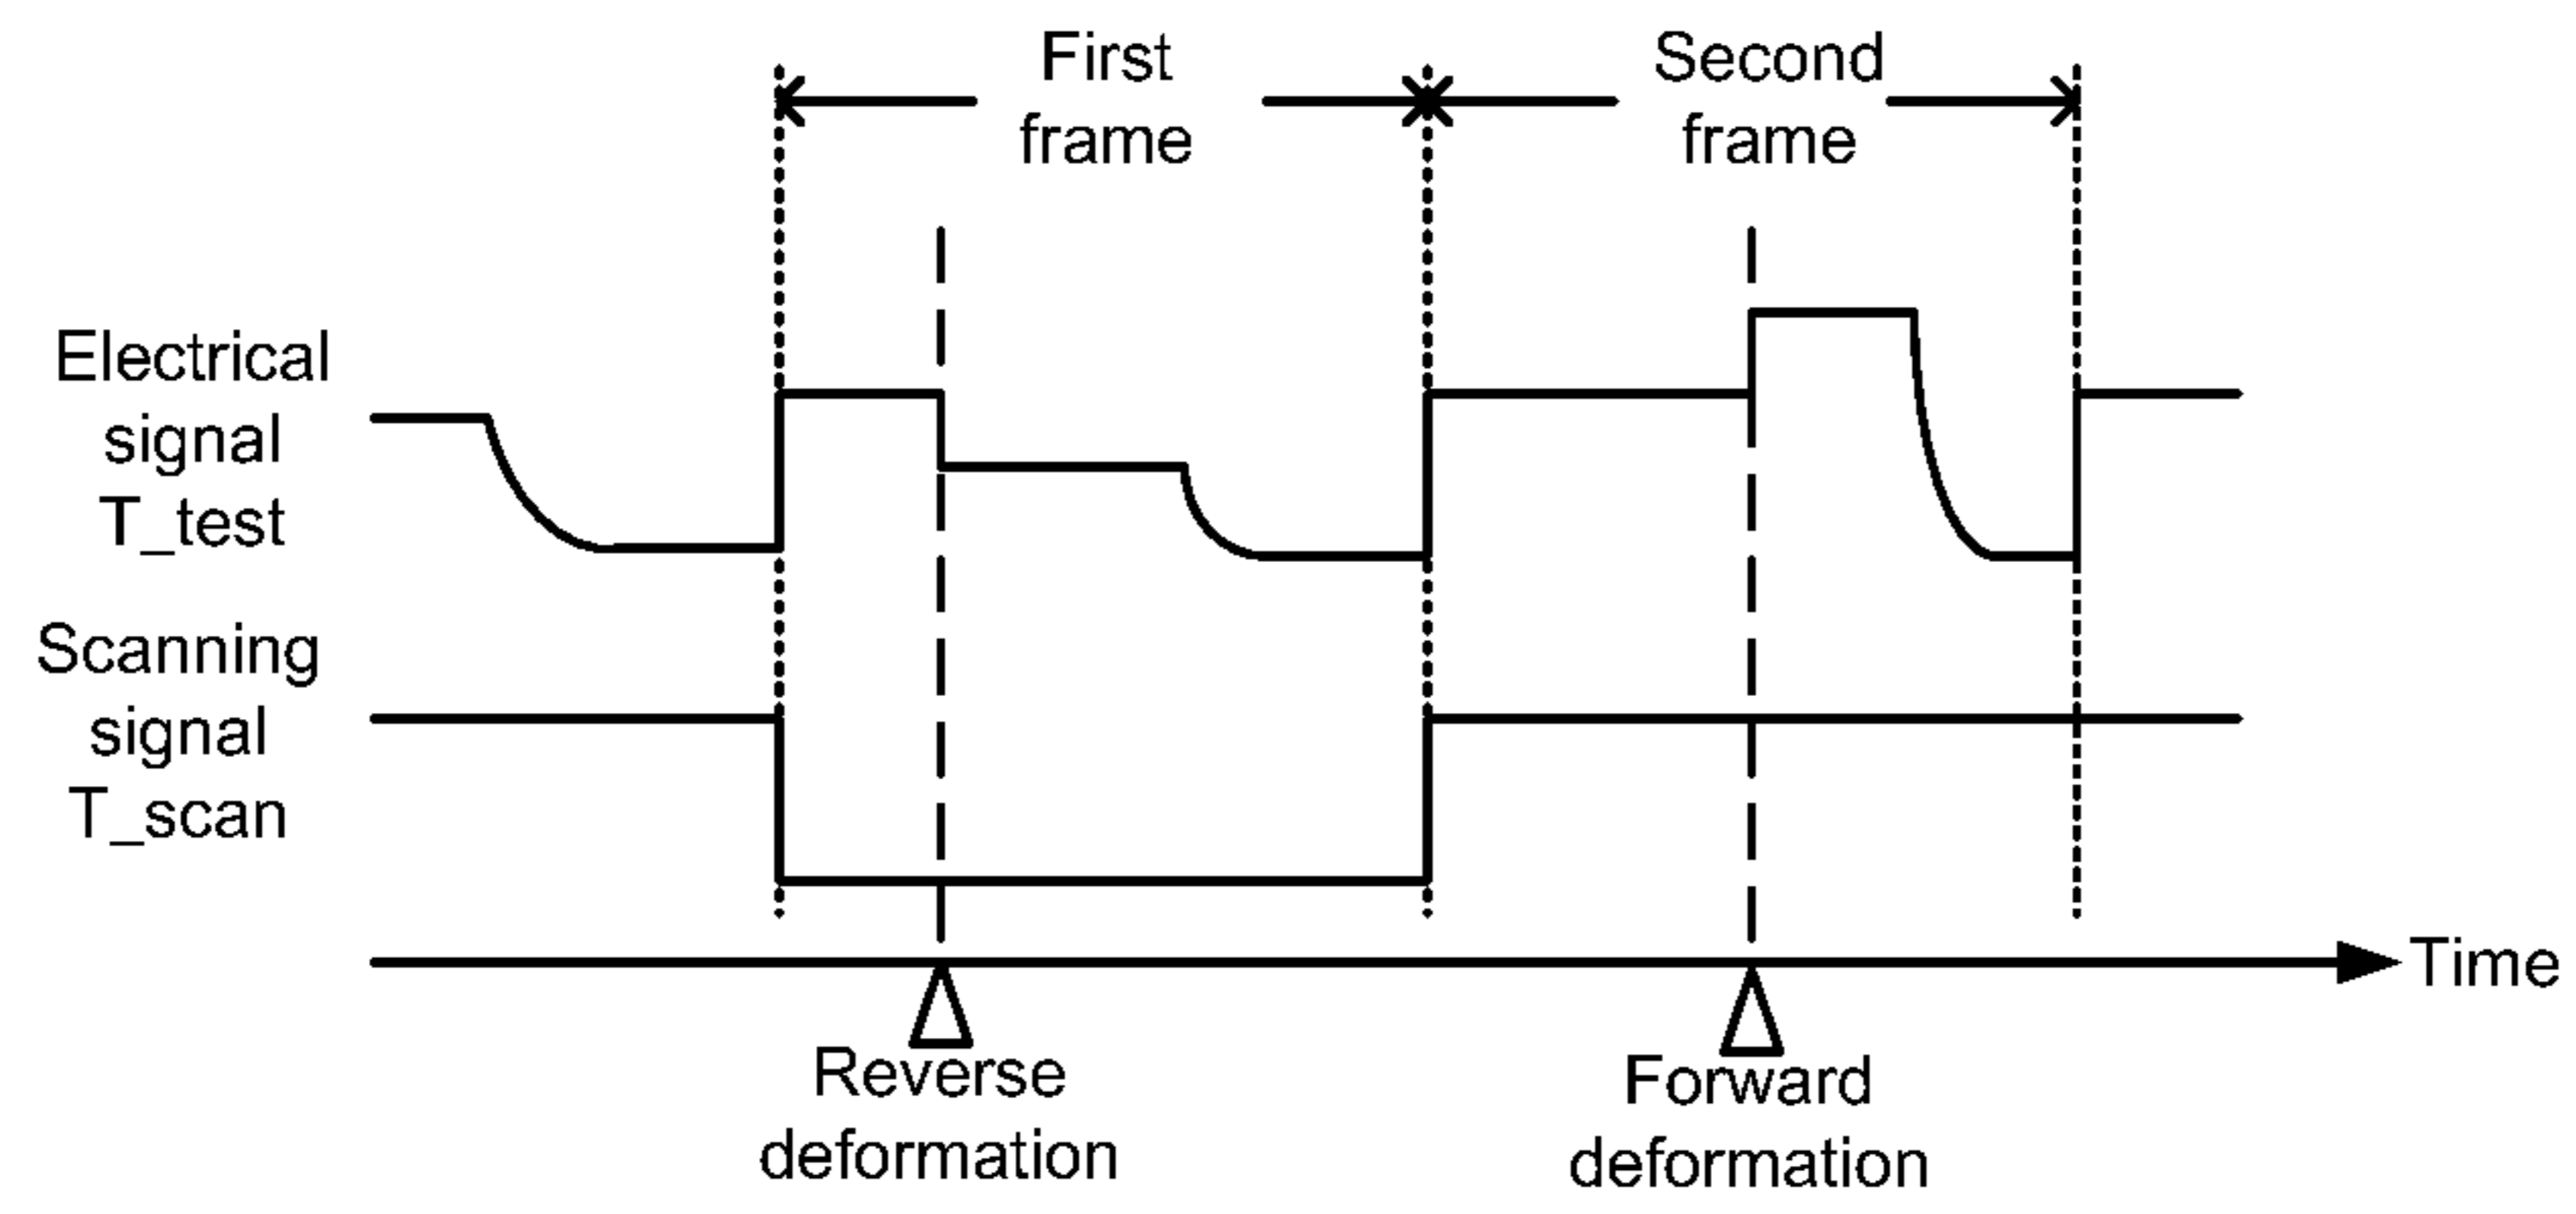 First
frame
Second
frame
Electrical
signal
T_test
Scanning
signal
T_scan
Time
Reverse
deformation
Forward
deformation